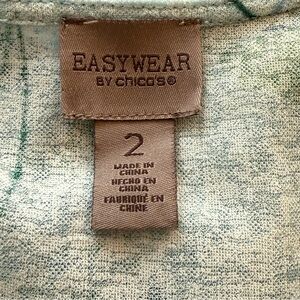 EASYWEAR
BY CHICO'S®
2
MADE IN
CHINA
HECHO EN
CHINA
FABRIQUÉ EN
CHINE